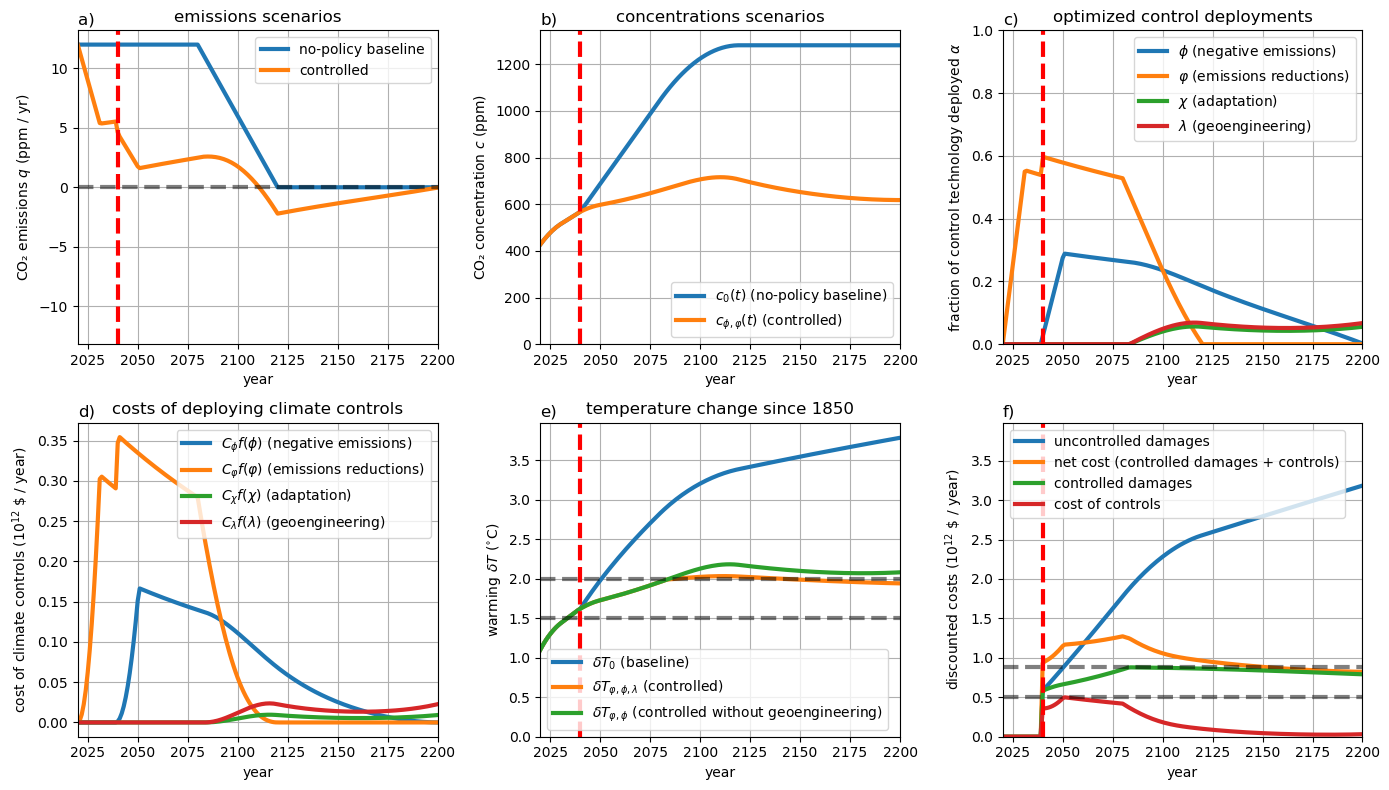 a) emissions scenarios
CO₂ emissions q (ppm / yr)
10
5
0
−5
−10
no-policy baseline
controlled
2025 2050 2075 2100 2125 2150 2175 2200
year
b) concentrations scenarios
CO₂ concentration c (ppm)
1200
1000
800
600
400
200
0
c₀(t) (no-policy baseline)
c_{ϕ,φ}(t) (controlled)
2025 2050 2075 2100 2125 2150 2175 2200
year
c) optimized control deployments
fraction of control technology deployed α
1.0
0.8
0.6
0.4
0.2
0.0
ϕ (negative emissions)
φ (emissions reductions)
χ (adaptation)
λ (geoengineering)
2025 2050 2075 2100 2125 2150 2175 2200
year
d) costs of deploying climate controls
cost of climate controls (10¹² $ / year)
0.35
0.30
0.25
0.20
0.15
0.10
0.05
0.00
C_ϕf(ϕ) (negative emissions)
C_φf(φ) (emissions reductions)
C_χf(χ) (adaptation)
C_λf(λ) (geoengineering)
2025 2050 2075 2100 2125 2150 2175 2200
year
e) temperature change since 1850
warming δT (°C)
3.5
3.0
2.5
2.0
1.5
1.0
0.5
0.0
δT₀ (baseline)
δT_{φ,ϕ,λ} (controlled)
δT_{φ,ϕ} (controlled without geoengineering)
2025 2050 2075 2100 2125 2150 2175 2200
year
f)
discounted costs (10¹² $ / year)
3.5
3.0
2.5
2.0
1.5
1.0
0.5
0.0
uncontrolled damages
net cost (controlled damages + controls)
controlled damages
cost of controls
2025 2050 2075 2100 2125 2150 2175 2200
year